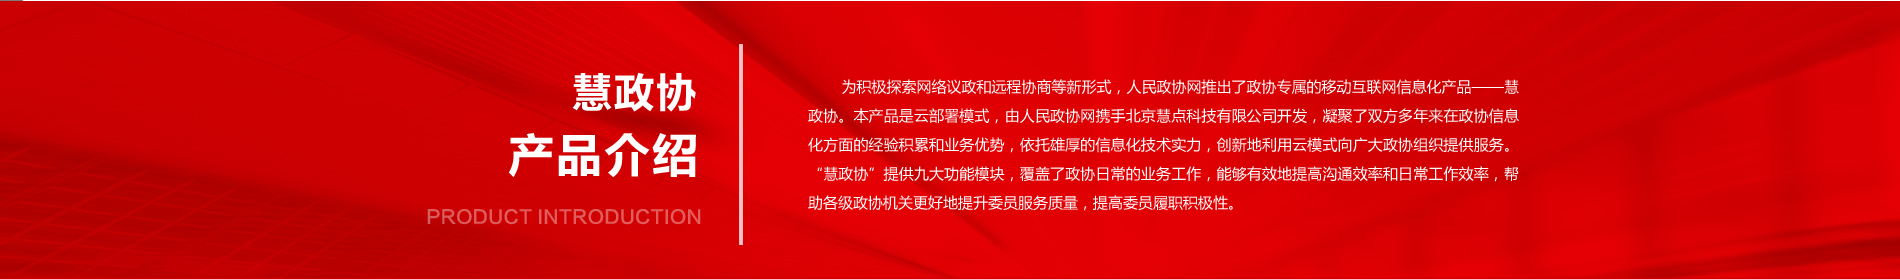 慧政协
产品介绍
PRODUCT INTRODUCTION
为积极探索网络议政和远程协商等新形式，人民政协网推出了政协专属的移动互联网信息化产品——慧
政协。本产品是云部署模式，由人民政协网携手北京慧点科技有限公司开发，凝聚了双方多年来在政协信息
化方面的经验积累和业务优势，依托雄厚的信息化技术实力，创新地利用云模式向广大政协组织提供服务。
“慧政协”提供九大功能模块，覆盖了政协日常的业务工作，能够有效地提高沟通效率和日常工作效率，帮
助各级政协机关更好地提升委员服务质量，提高委员履职积极性。